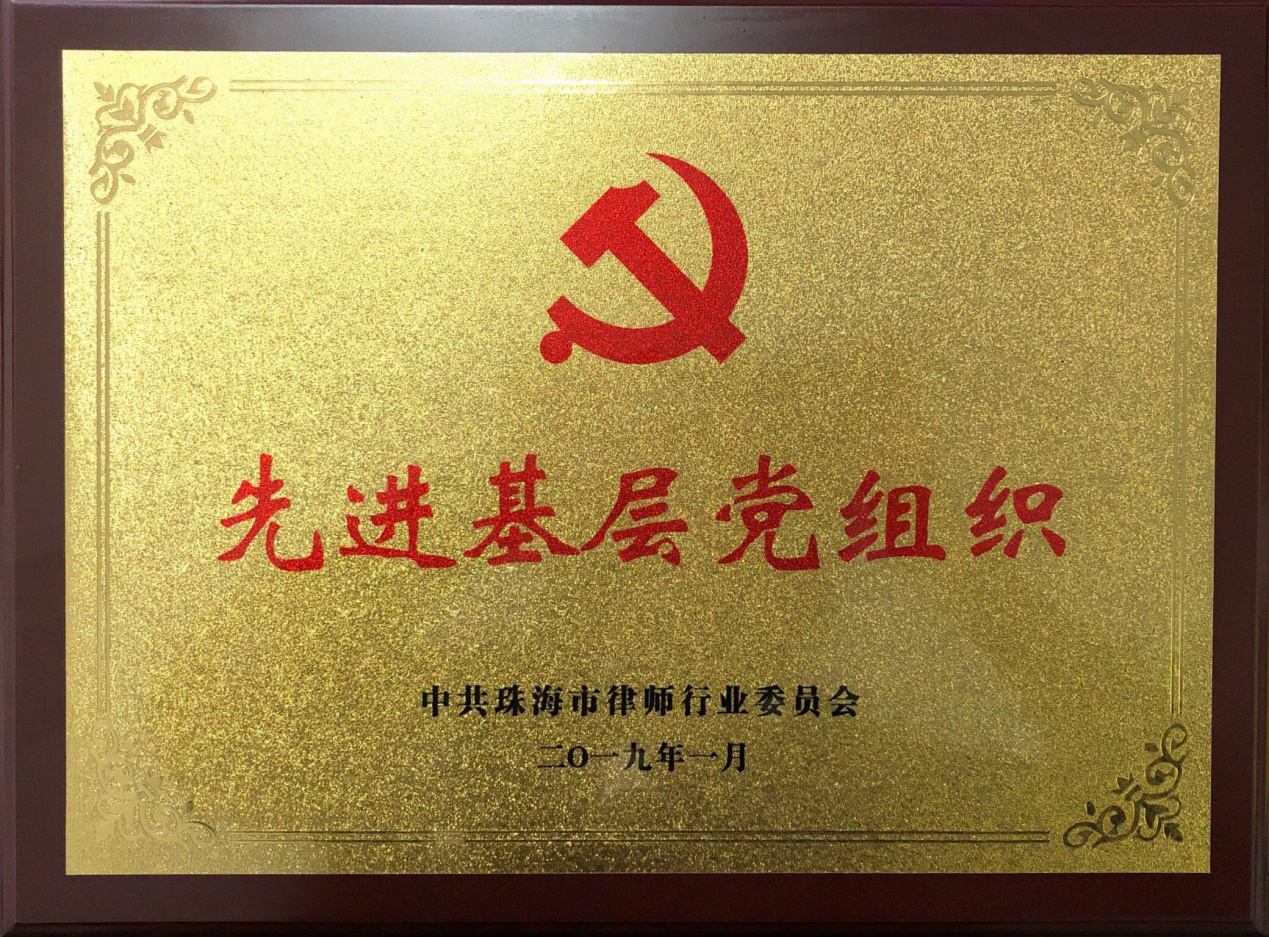 先进基层党组织
中共珠海市律师行业委员会
二〇一九年一月